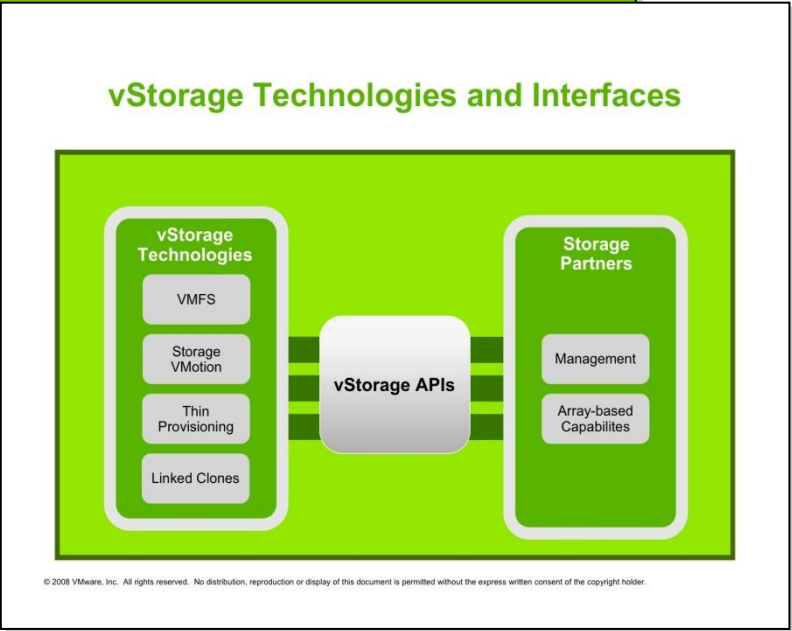 vStorage Technologies and Interfaces
vStorage
Technologies
VMFS
Storage
VMotion
Thin
Provisioning
Linked Clones
vStorage APIs
Storage
Partners
Management
Array-based
Capabilites
© 2008 VMware, Inc. All rights reserved. No distribution, reproduction or display of this document is permitted without the express written consent of the copyright holder.